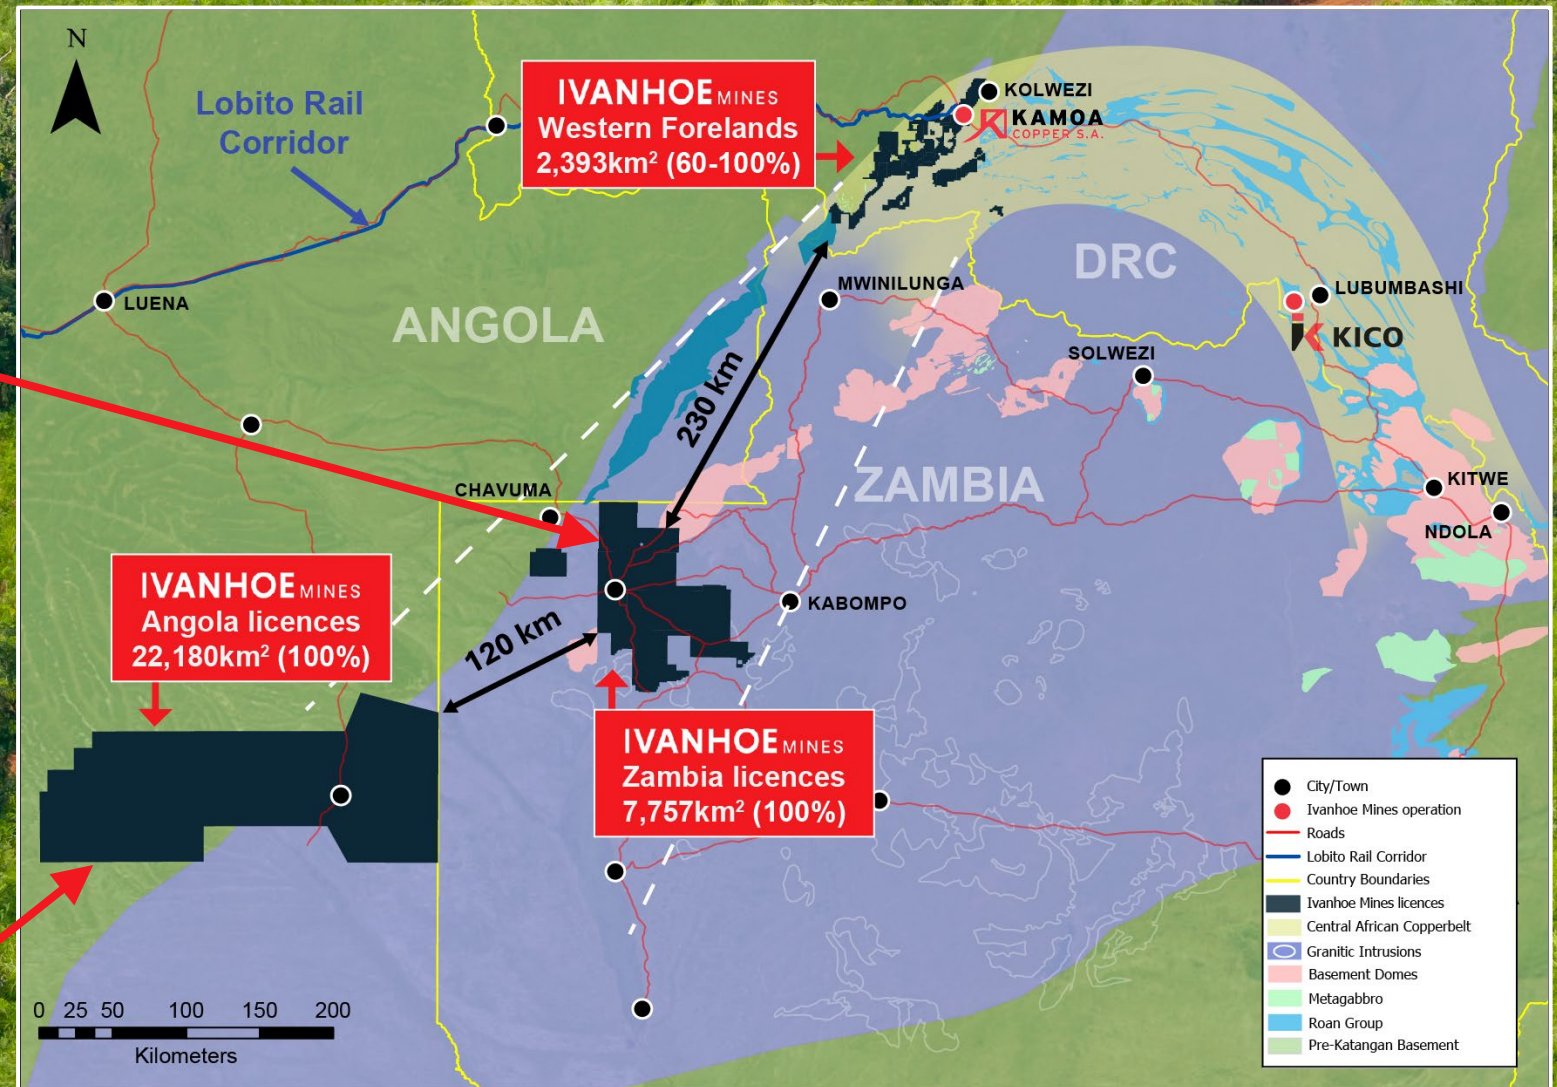 N
Lobito Rail
Corridor
IVANHOE MINES
Western Forelands
2,393km² (60-100%)
KOLWEZI
KAMOA
COPPER S.A.
DRC
MWINILUNGA
LUBUMBASHI
KICO
LUENA
ANGOLA
SOLWEZI
230 km
ZAMBIA
CHAVUMA
KITWE
NDOLA
IVANHOE MINES
Angola licences
22,180km² (100%)
120 km
KABOMPO
IVANHOE MINES
Zambia licences
7,757km² (100%)
City/Town
Ivanhoe Mines operation
Roads
Lobito Rail Corridor
Country Boundaries
Ivanhoe Mines licences
Central African Copperbelt
Granitic Intrusions
Basement Domes
Metagabbro
Roan Group
Pre-Katangan Basement
0 25 50 100 150 200
Kilometers